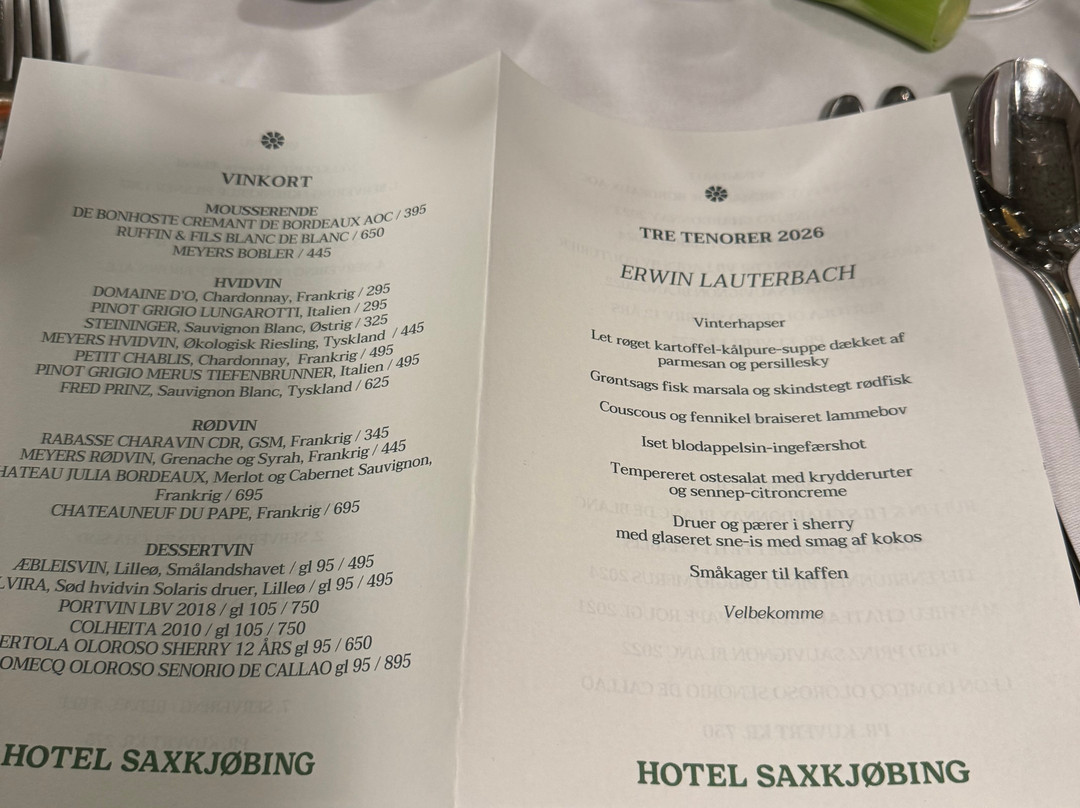 VINKORT
MOUSSERENDE
DE BONHOSTE CREMANT DE BORDEAUX AOC / 395
RUFFIN & FILS BLANC DE BLANC / 650
MEYERS BOBLER / 445
HVIDVIN
DOMAINE D'O, Chardonnay, Frankrig / 295
PINOT GRIGIO LUNGAROTTI, Italien / 295
STEININGER, Sauvignon Blanc, Østrig / 325
MEYERS HVIDVIN, Økologisk Riesling, Tyskland / 445
PETIT CHABLIS, Chardonnay, Frankrig / 495
PINOT GRIGIO MERUS TIEFENBRUNNER, Italien / 495
FRED PRINZ, Sauvignon Blanc, Tyskland / 625
RØDVIN
RABASSE CHARAVIN CDR, GSM, Frankrig / 345
MEYERS RØDVIN, Grenache og Syrah, Frankrig / 445
HATEAU JULIA BORDEAUX, Merlot og Cabernet Sauvignon,
Frankrig / 695
CHATEAUNEUF DU PAPE, Frankrig / 695
DESSERTVIN
ÆBLEISVIN, Lilleø, Smålandshavet / gl 95 / 495
LVIRA, Sød hvidvin Solaris druer, Lilleø / gl 95 / 495
PORTVIN LBV 2018 / gl 105 / 750
COLHEITA 2010 / gl 105 / 750
ERTOLA OLOROSO SHERRY 12 ÅRS gl 95 / 650
OMECQ OLOROSO SENORIO DE CALLAO gl 95 / 895
HOTEL SAXKJØBING
TRE TENORER 2026
ERWIN LAUTERBACH
Vinterhapser
Let røget kartoffel-kålpure-suppe dækket af
parmesan og persillesky
Grøntsags fisk marsala og skindstegt rødfisk
Couscous og fennikel braiseret lammebov
Iset blodappelsin-ingefærshot
Tempereret ostesalat med krydderurter
og sennep-citroncreme
Druer og pærer i sherry
med glaseret sne-is med smag af kokos
Småkager til kaffen
Velbekomme
HOTEL SAXKJØBING